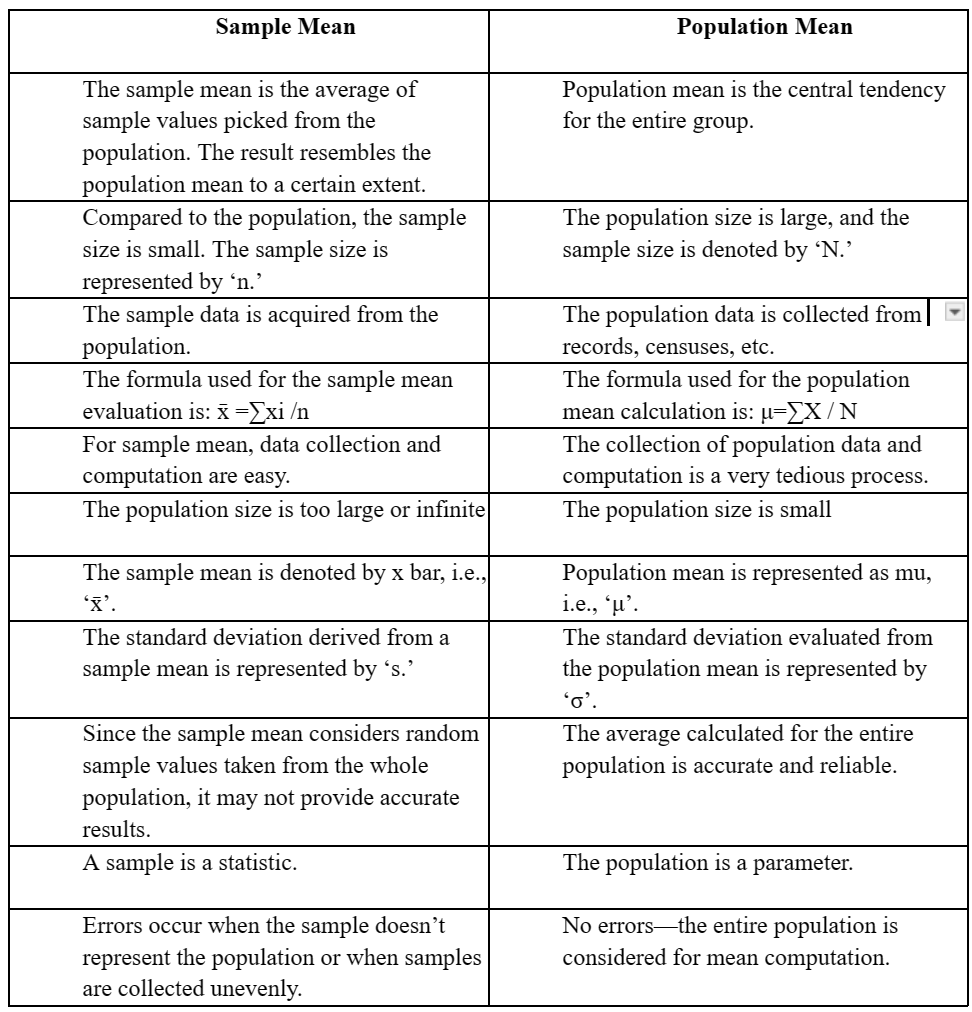 Sample Mean
Population Mean
The sample mean is the average of
sample values picked from the
population. The result resembles the
population mean to a certain extent.
Population mean is the central tendency
for the entire group.
Compared to the population, the sample
size is small. The sample size is
represented by ‘n.’
The population size is large, and the
sample size is denoted by ‘N.’
The sample data is acquired from the
population.
The population data is collected from
records, censuses, etc.
The formula used for the sample mean
evaluation is: x̄ =∑xi /n
The formula used for the population
mean calculation is: μ=∑X / N
For sample mean, data collection and
computation are easy.
The collection of population data and
computation is a very tedious process.
The population size is too large or infinite
The population size is small
The sample mean is denoted by x bar, i.e.,
‘x̄’.
Population mean is represented as mu,
i.e., ‘μ’.
The standard deviation derived from a
sample mean is represented by ‘s.’
The standard deviation evaluated from
the population mean is represented by
‘σ’.
Since the sample mean considers random
sample values taken from the whole
population, it may not provide accurate
results.
The average calculated for the entire
population is accurate and reliable.
A sample is a statistic.
The population is a parameter.
Errors occur when the sample doesn’t
represent the population or when samples
are collected unevenly.
No errors—the entire population is
considered for mean computation.